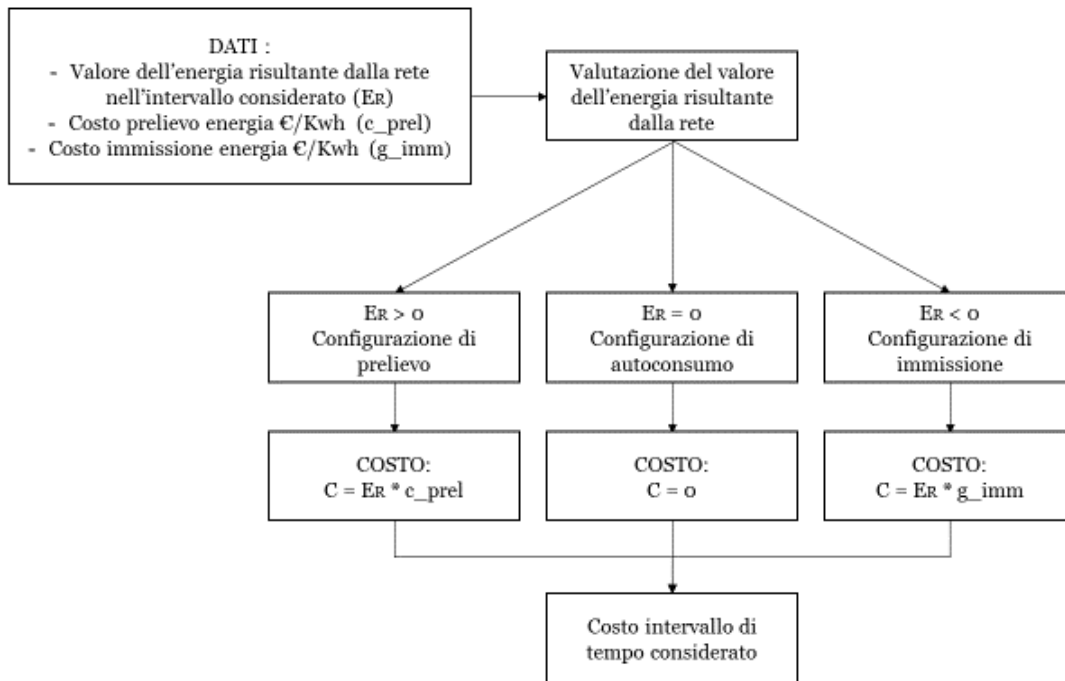 DATI :
- Valore dell'energia risultante dalla rete
nell'intervallo considerato (ER)
- Costo prelievo energia €/Kwh (c_prel)
- Costo immissione energia €/Kwh (g_imm)
Valutazione del valore
dell'energia risultante
dalla rete
ER > 0
Configurazione di
prelievo
ER = 0
Configurazione di
autoconsumo
ER < 0
Configurazione di
immissione
COSTO:
C = ER * c_prel
COSTO:
C = 0
COSTO:
C = ER * g_imm
Costo intervallo di
tempo considerato